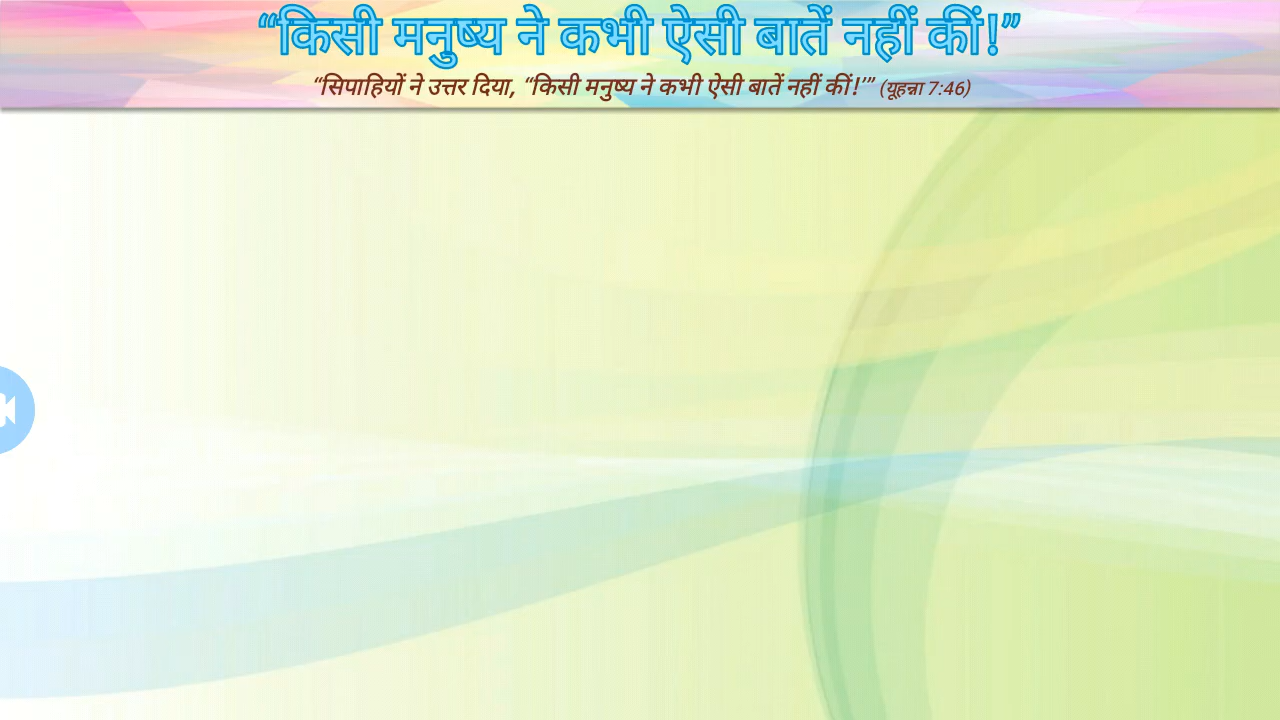 “किसी मनुष्य ने कभी ऐसी बातें नहीं कीं!”
“सिपाहियों ने उत्तर दिया, “किसी मनुष्य ने कभी ऐसी बातें नहीं कीं!’” (यूहन्ना 7:46)